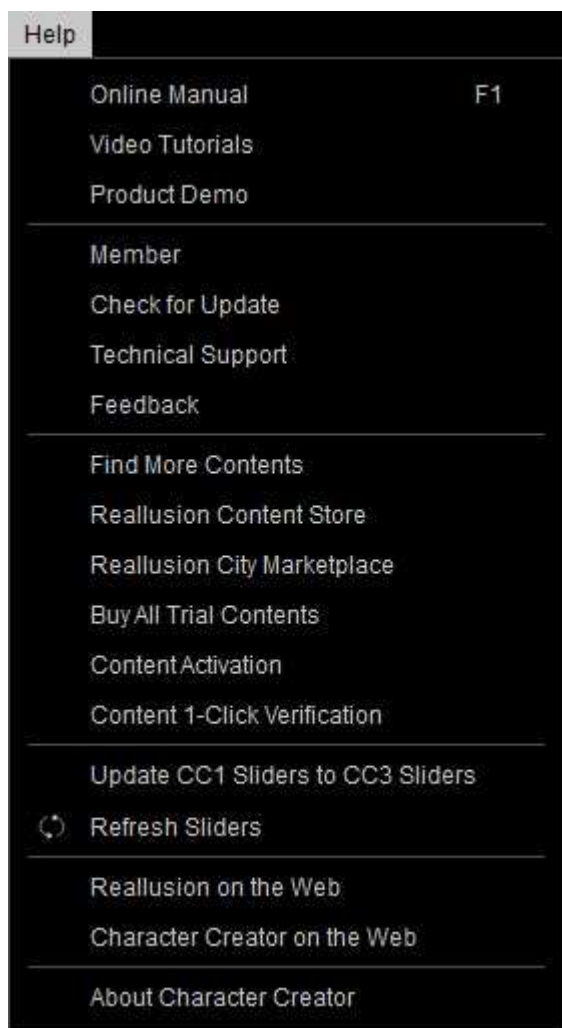 Help
Online Manual F1
Video Tutorials
Product Demo
Member
Check for Update
Technical Support
Feedback
Find More Contents
Reallusion Content Store
Reallusion City Marketplace
Buy All Trial Contents
Content Activation
Content 1-Click Verification
Update CC1 Sliders to CC3 Sliders
Refresh Sliders
Reallusion on the Web
Character Creator on the Web
About Character Creator